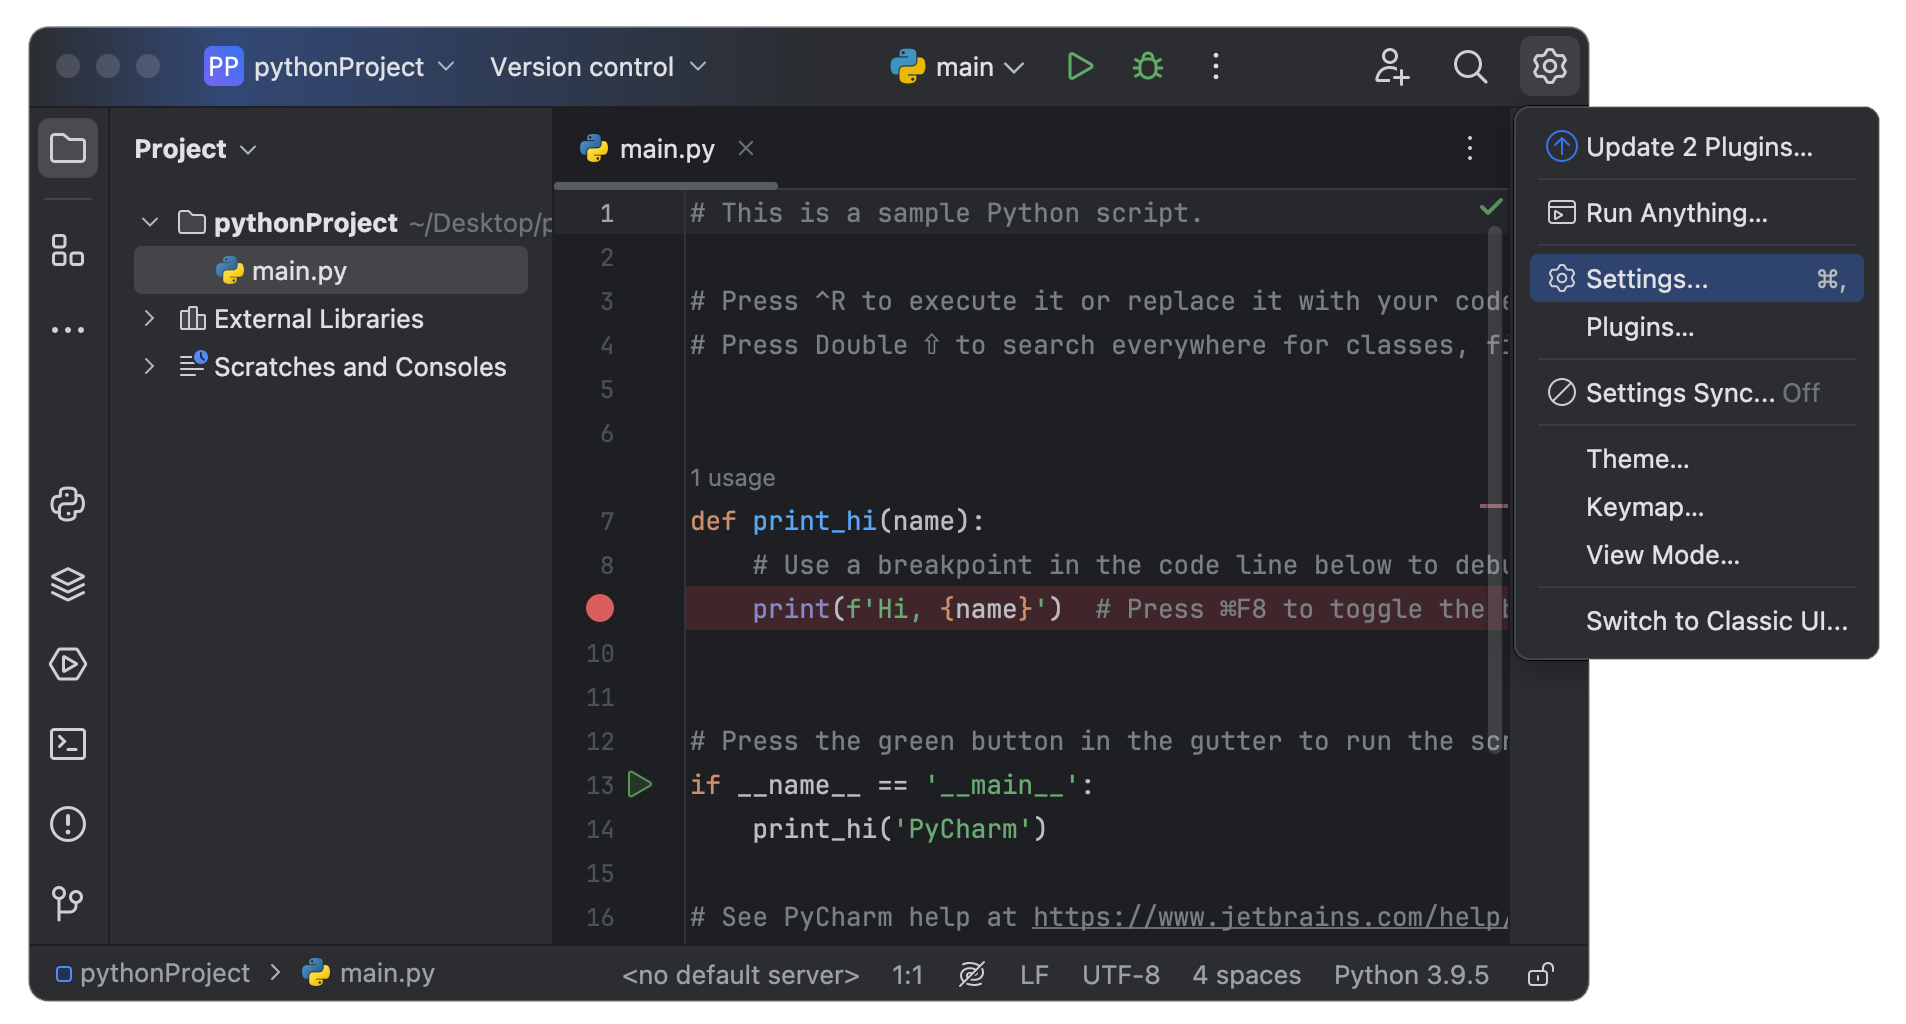 PP pythonProject Version control main
Project
pythonProject ~/Desktop/p
main.py
External Libraries
Scratches and Consoles
main.py
1 # This is a sample Python script.
2
3 # Press ^R to execute it or replace it with your code
4 # Press Double ⇧ to search everywhere for classes, fi
5
6
1 usage
7 def print_hi(name):
8 # Use a breakpoint in the code line below to debu
print(f'Hi, {name}') # Press ⌘F8 to toggle the b
10
11
12 # Press the green button in the gutter to run the scr
13 if __name__ == '__main__':
14 print_hi('PyCharm')
15
16 # See PyCharm help at https://www.jetbrains.com/help/
Update 2 Plugins...
Run Anything...
Settings... ⌘,
Plugins...
Settings Sync... Off
Theme...
Keymap...
View Mode...
Switch to Classic UI...
pythonProject > main.py <no default server> 1:1 LF UTF-8 4 spaces Python 3.9.5